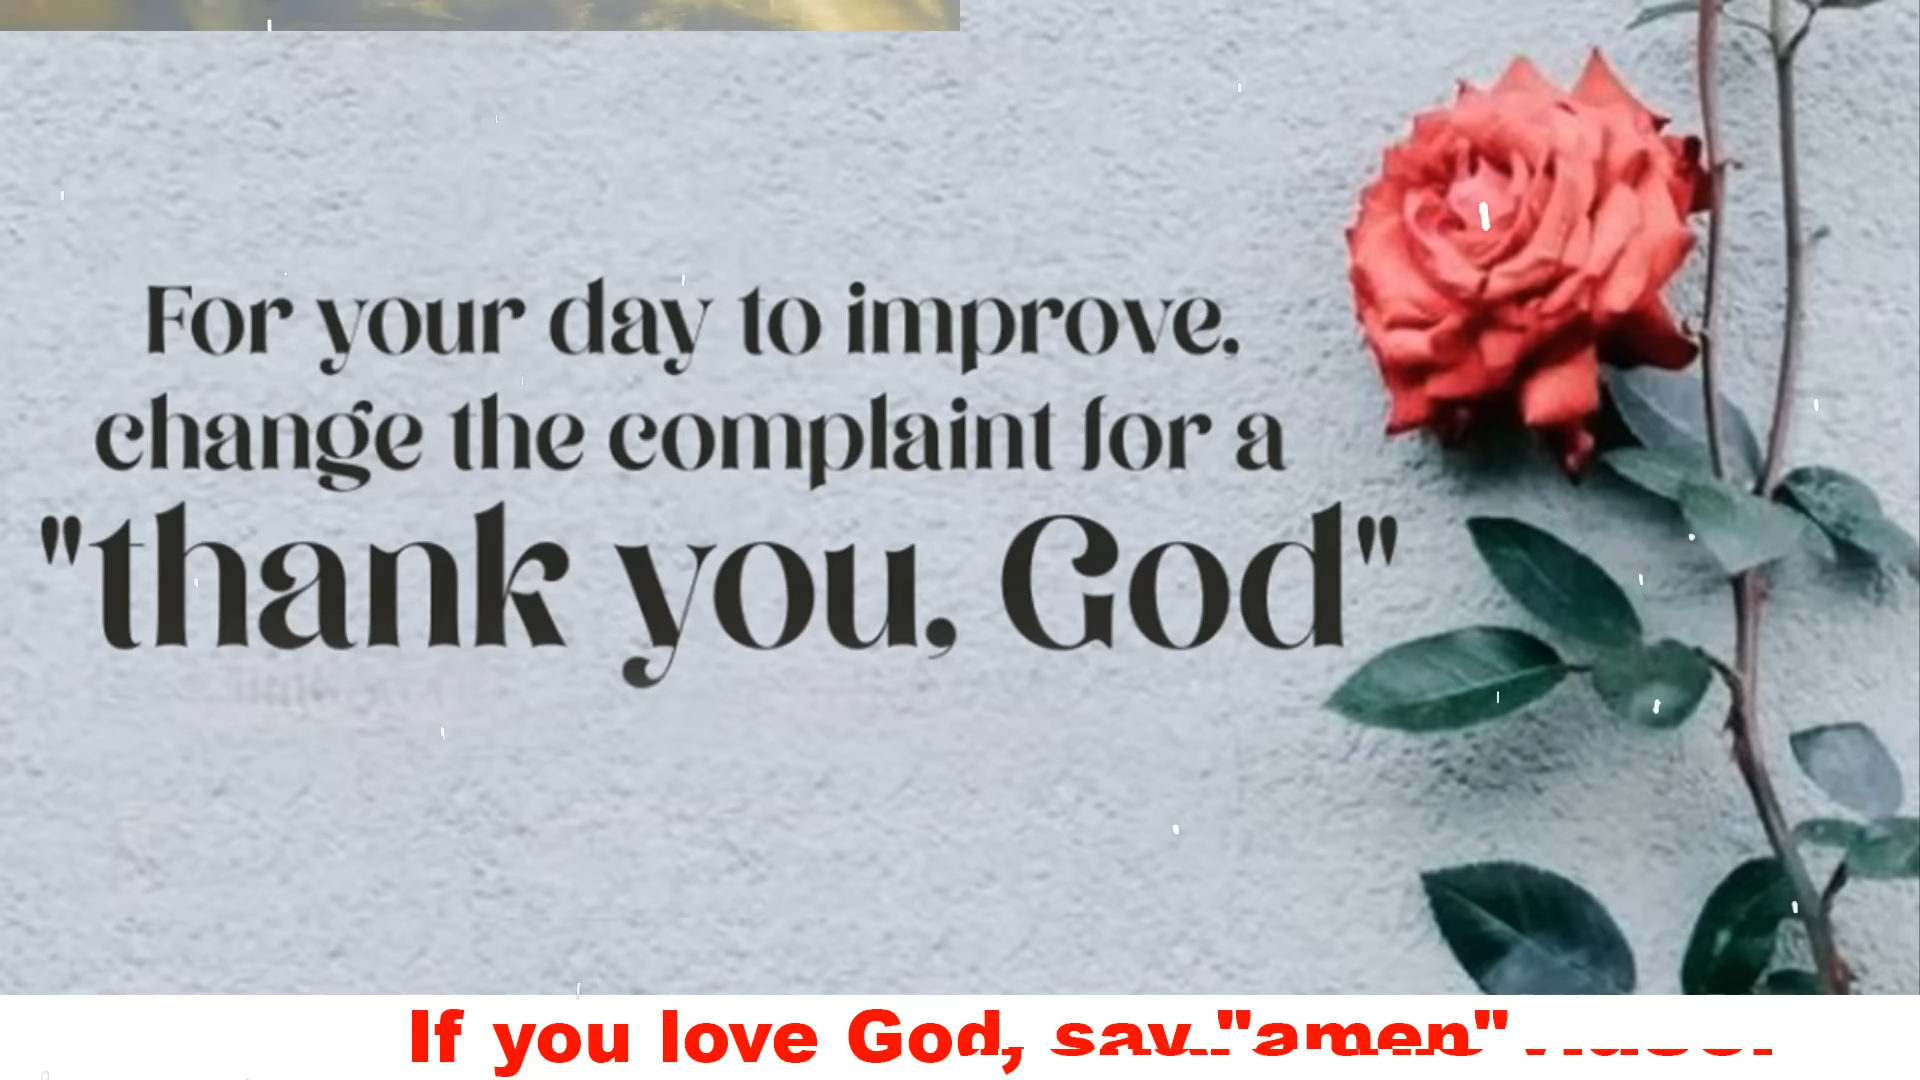 For your day to improve,
change the complaint for a
"thank you, God"
If you love God, say "amen"